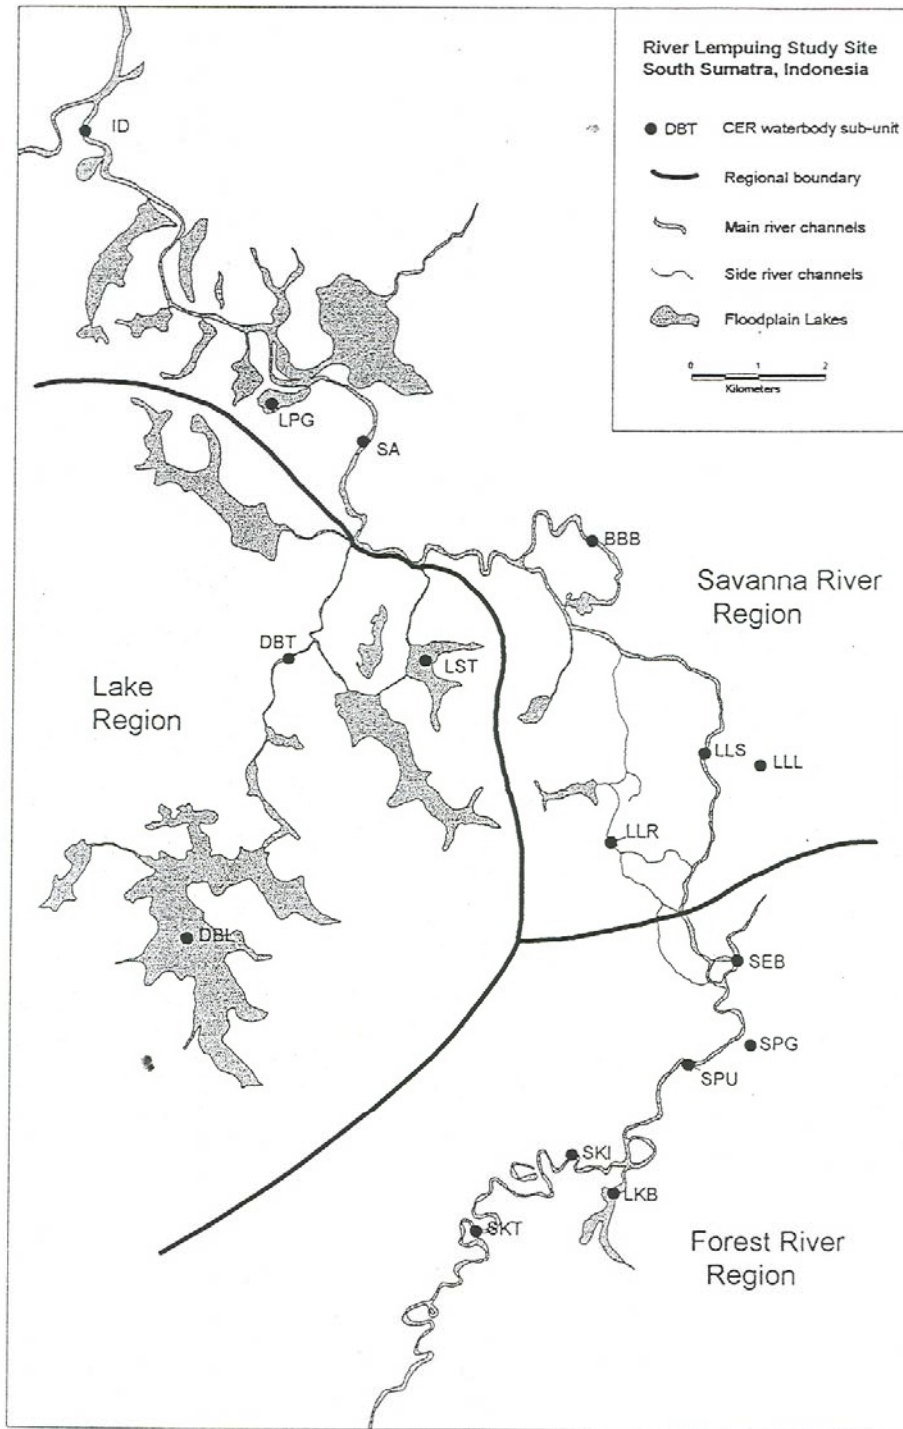 River Lempuing Study Site
South Sumatra, Indonesia
DBT CER waterbody sub-unit
Regional boundary
Main river channels
Side river channels
Floodplain Lakes
0 1 2
Kilometers
ID
LPG
SA
BBB
Savanna River
Region
DBT
LST
Lake
Region
LLS
LLL
LLR
DBL
SEB
SPG
SPU
SKI
LKB
SKT
Forest River
Region